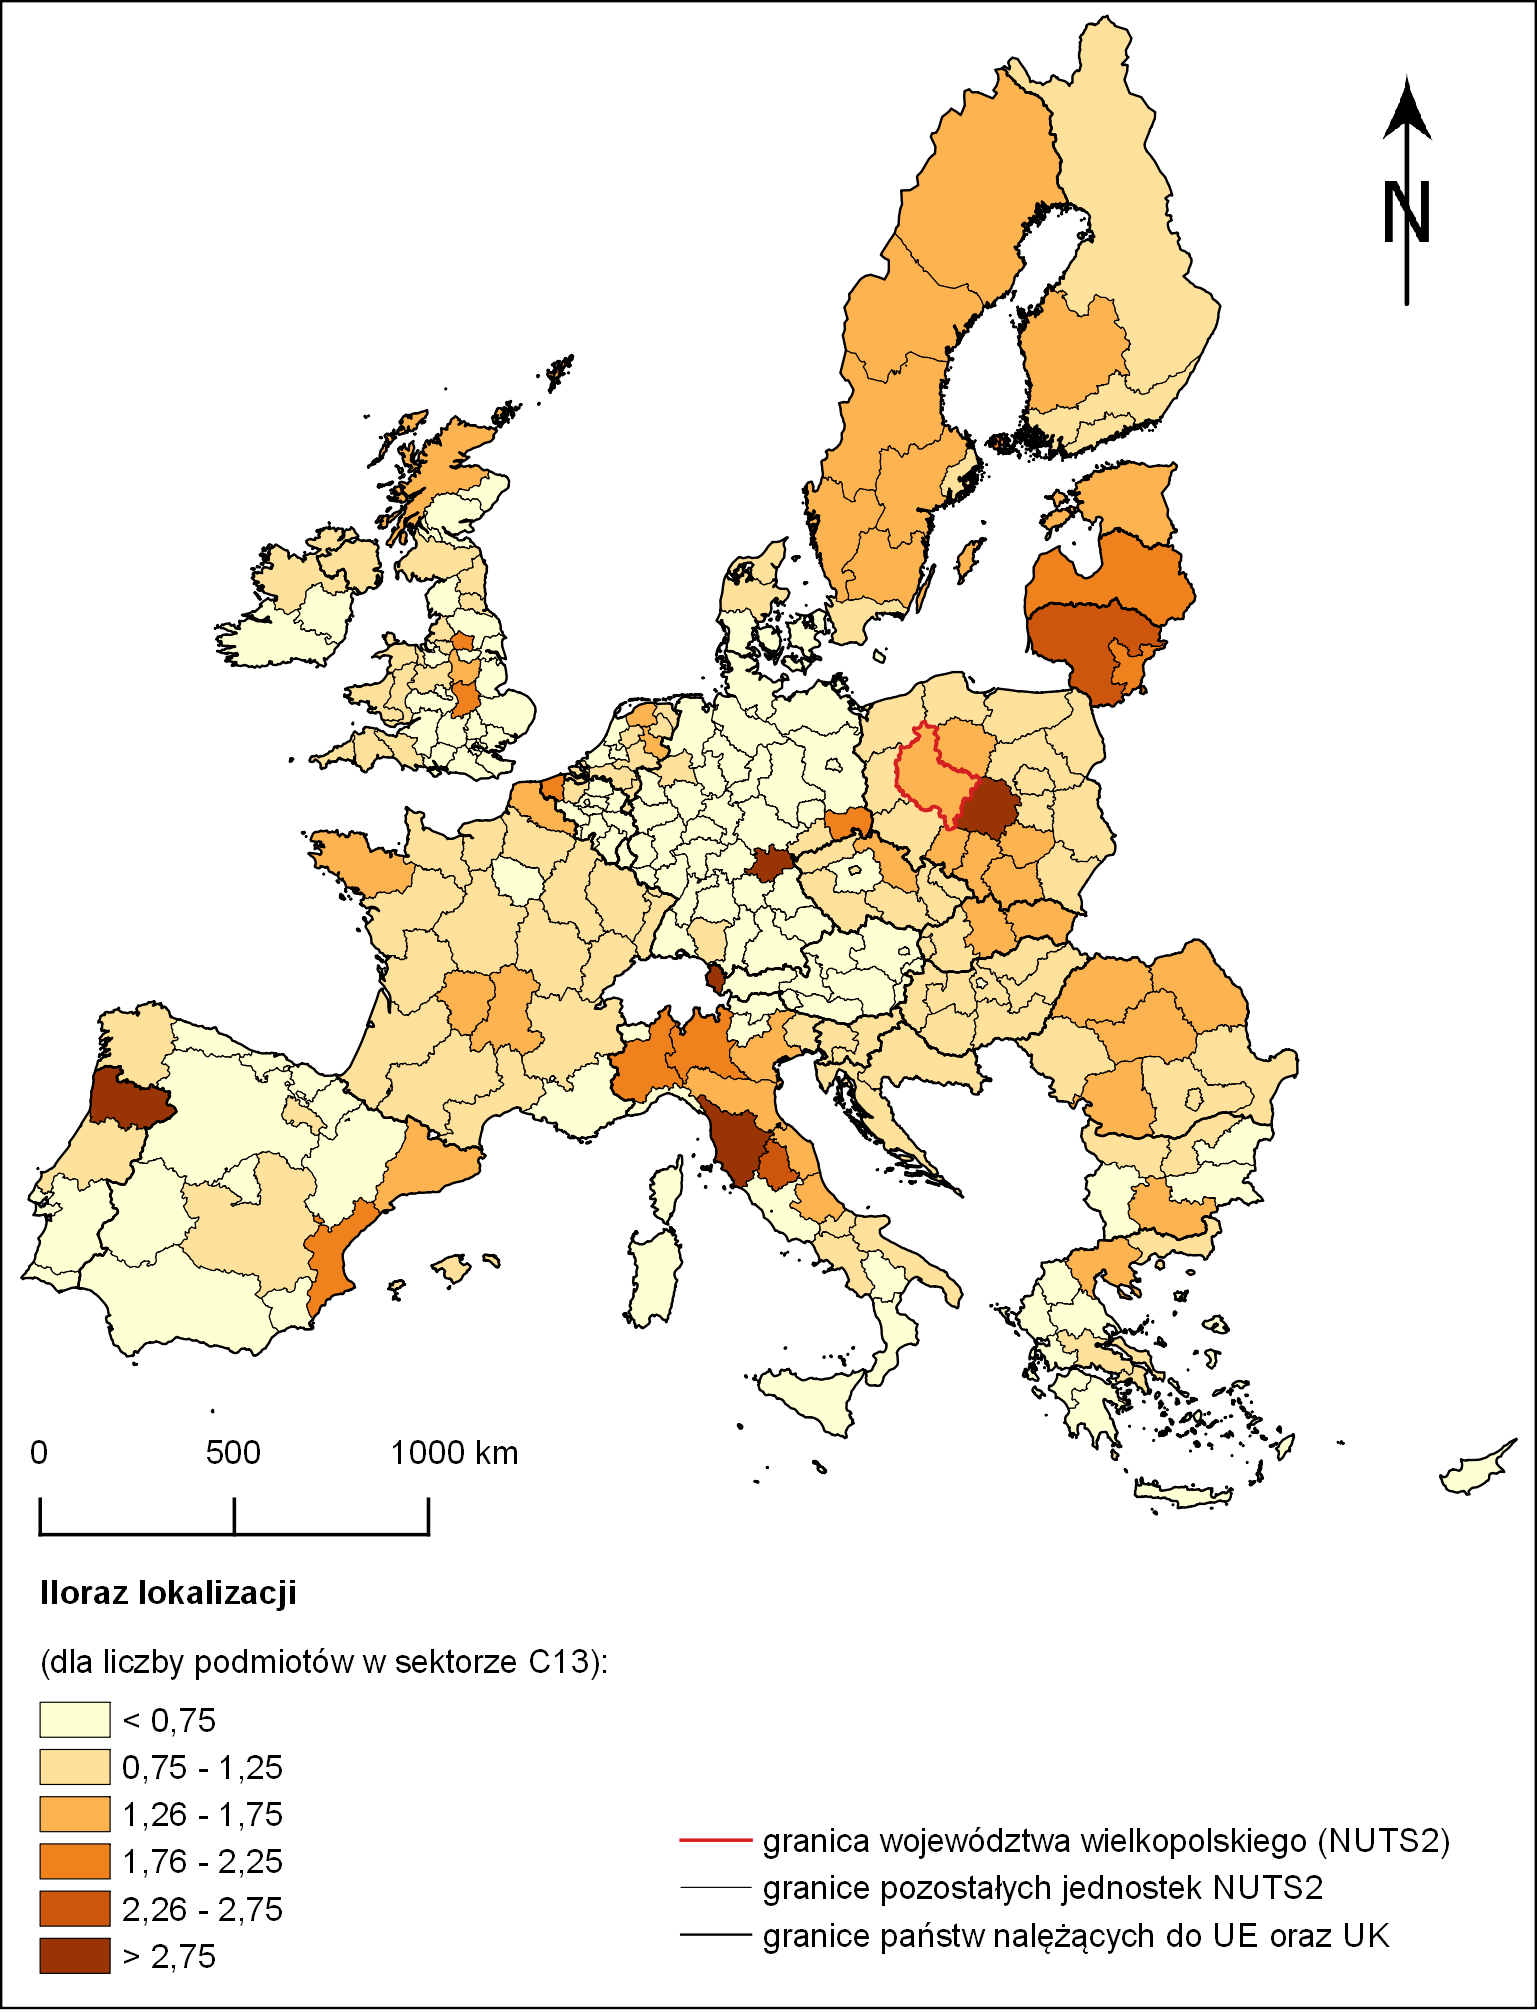 N
0 500 1000 km
Iloraz lokalizacji
(dla liczby podmiotów w sektorze C13):
< 0,75
0,75 - 1,25
1,26 - 1,75
1,76 - 2,25
2,26 - 2,75
> 2,75
granica województwa wielkopolskiego (NUTS2)
granice pozostałych jednostek NUTS2
granice państw nalężących do UE oraz UK